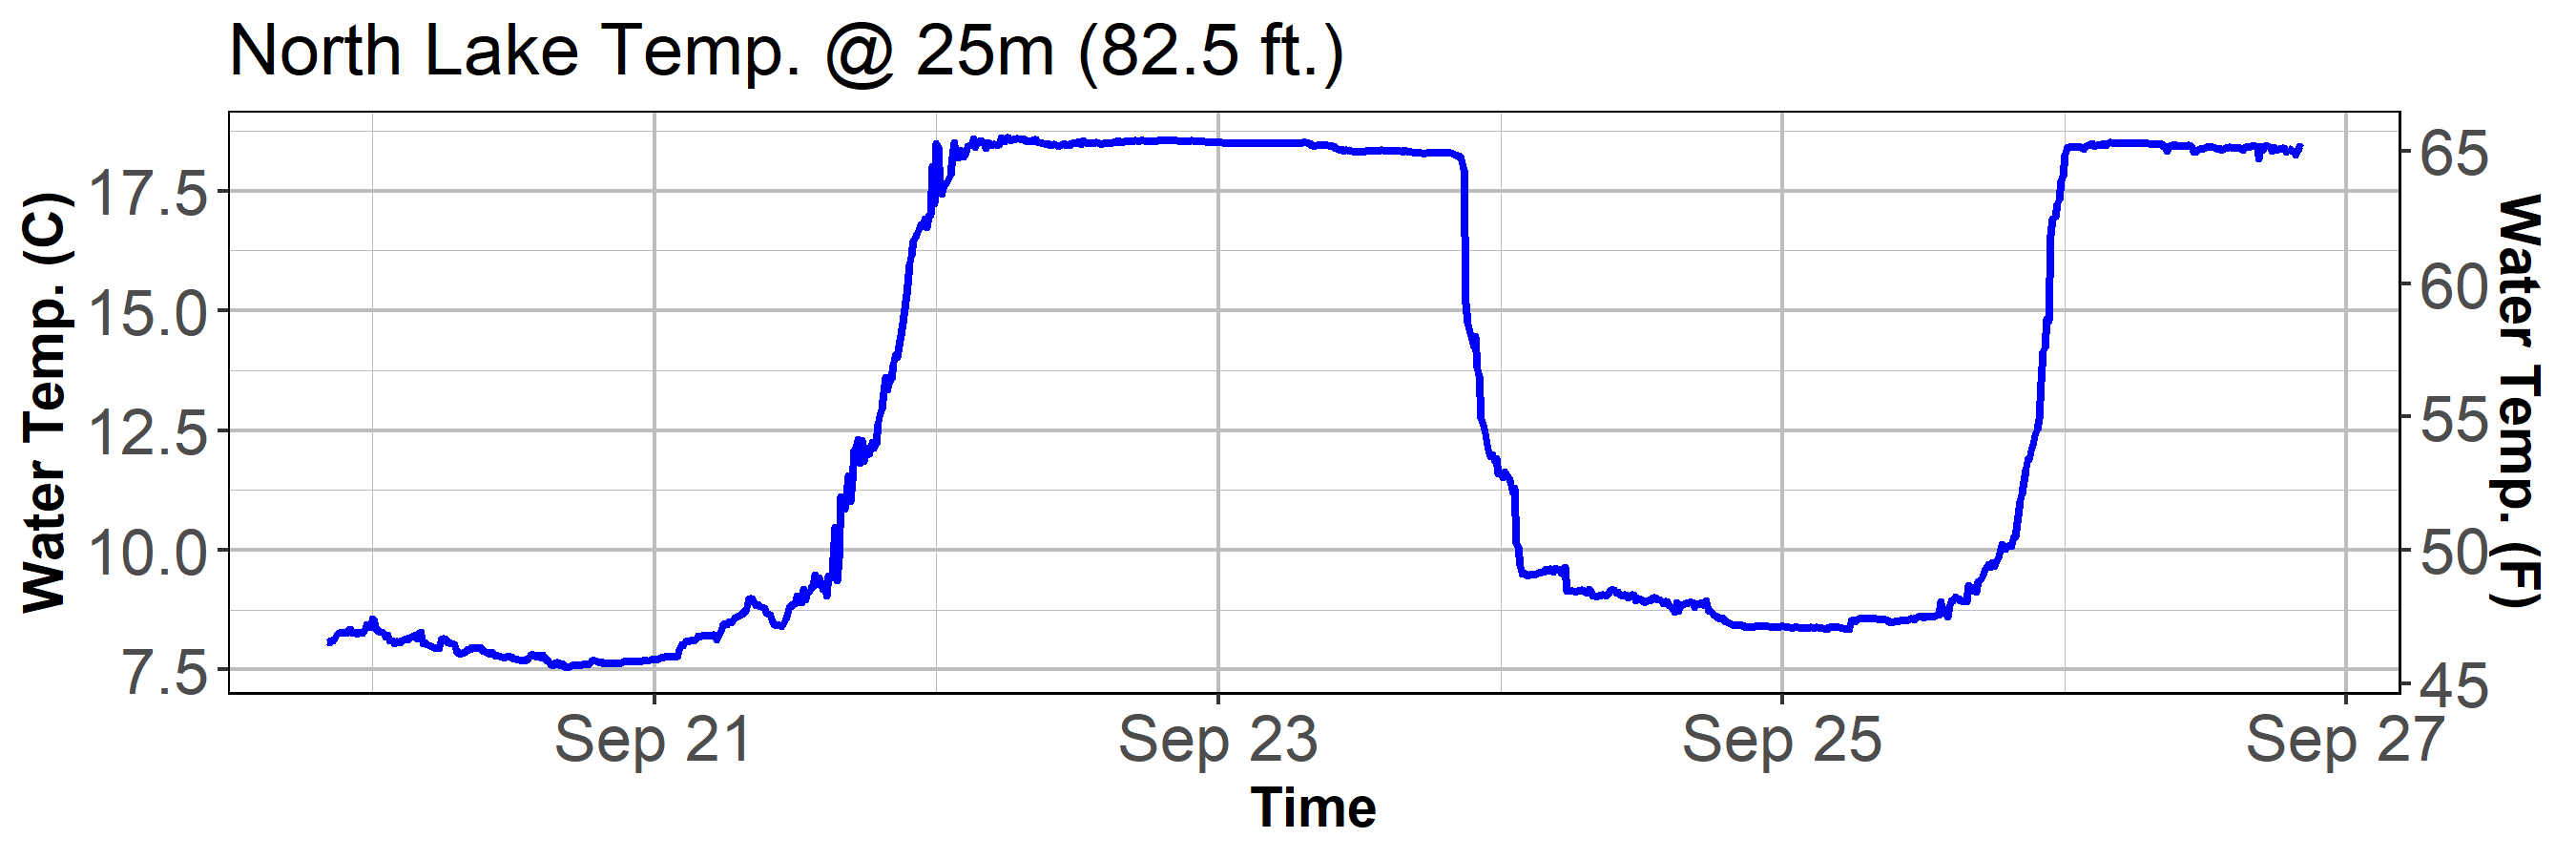 North Lake Temp. @ 25m (82.5 ft.)
Water Temp. (C)
17.5
15.0
12.5
10.0
7.5
65
60
55
50
45
Water Temp. (F)
Sep 21 Sep 23 Sep 25 Sep 27
Time